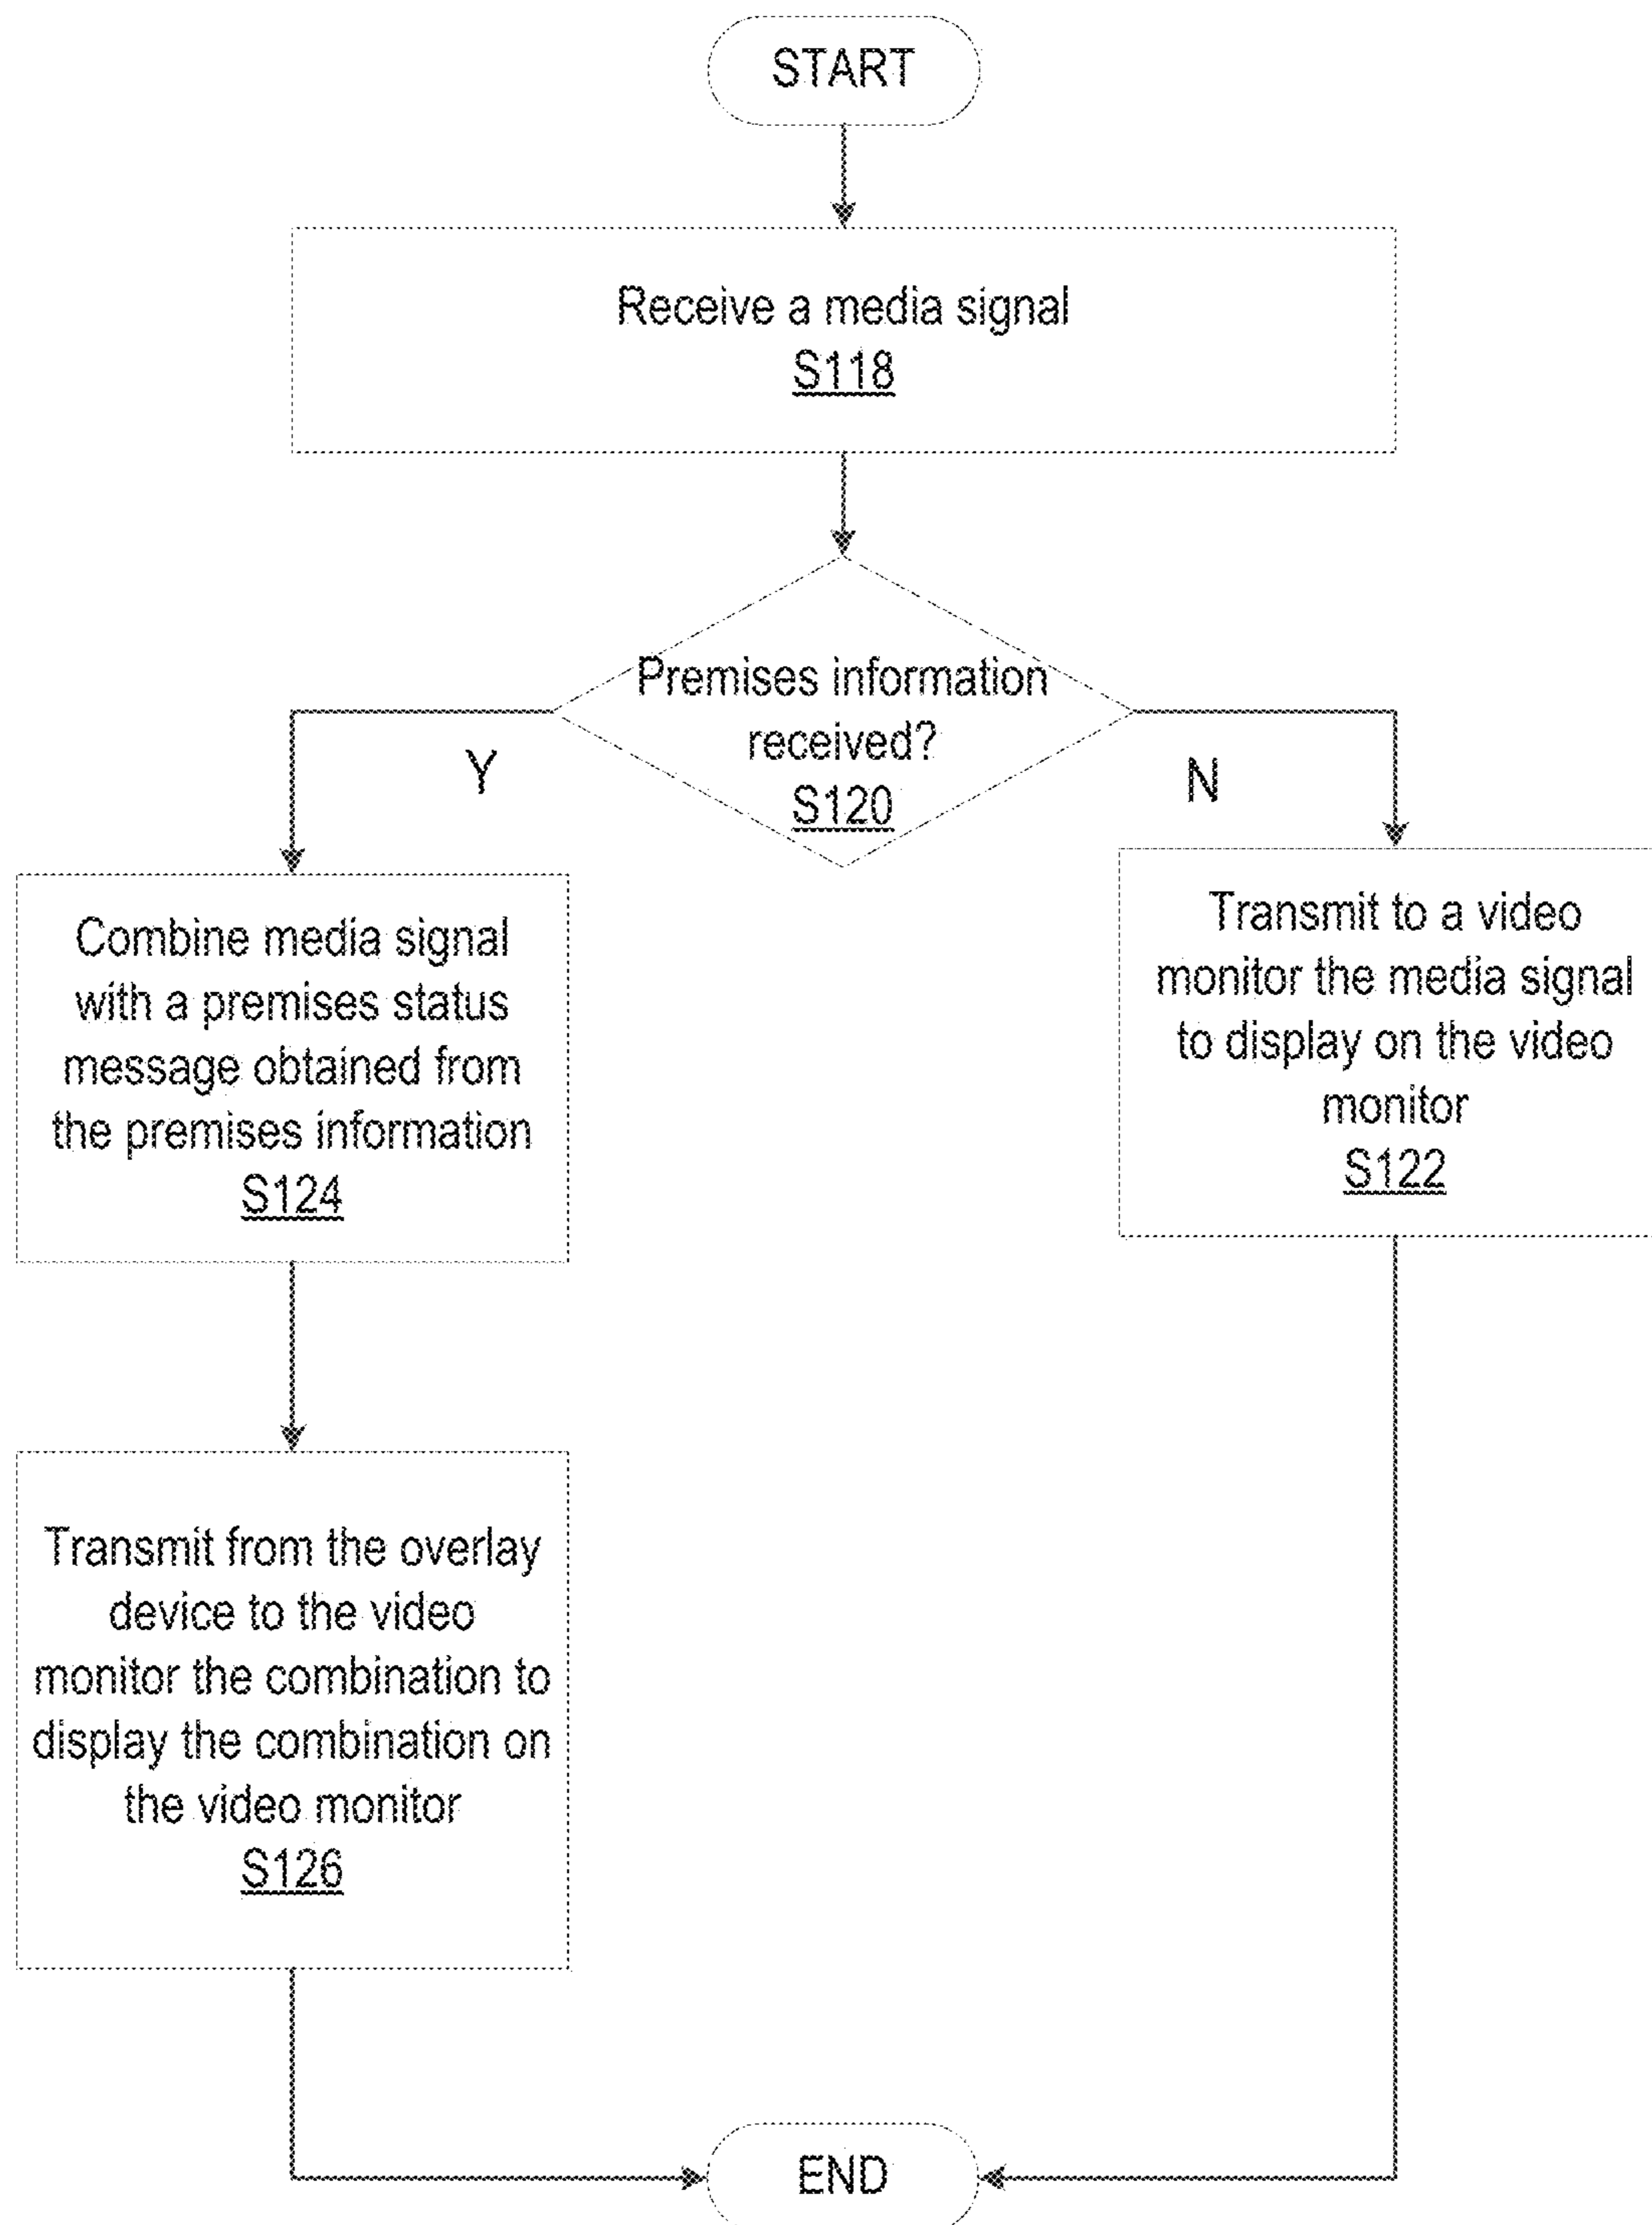 START
Receive a media signal
S118
Premises information
received?
S120
Y
N
Combine media signal
with a premises status
message obtained from
the premises information
S124
Transmit to a video
monitor the media signal
to display on the video
monitor
S122
Transmit from the overlay
device to the video
monitor the combination to
display the combination on
the video monitor
S126
END